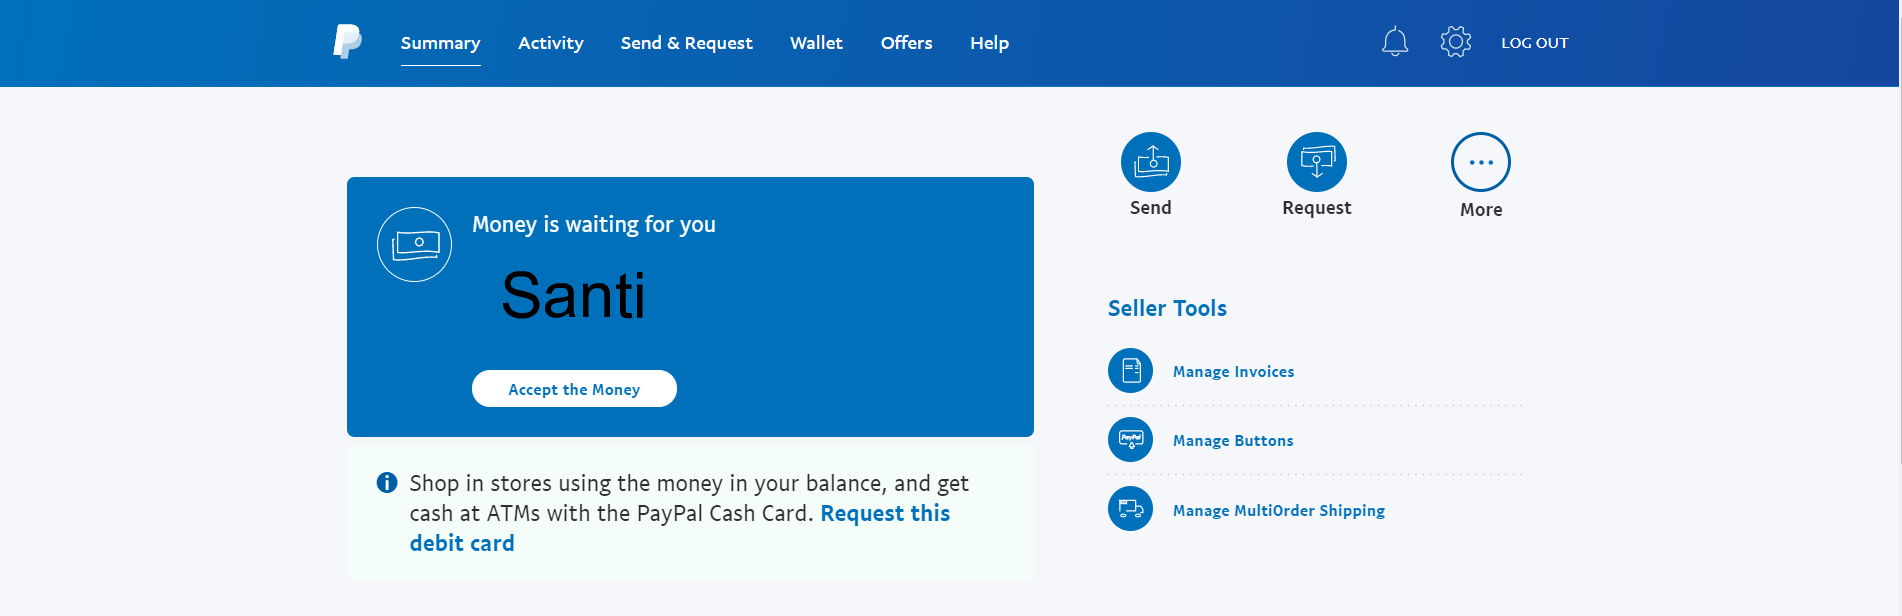 Summary Activity Send & Request Wallet Offers Help LOG OUT
Money is waiting for you
Santi
Accept the Money
Shop in stores using the money in your balance, and get
cash at ATMs with the PayPal Cash Card. Request this
debit card
Send Request More
Seller Tools
Manage Invoices
PayPal
Manage Buttons
Manage MultiOrder Shipping